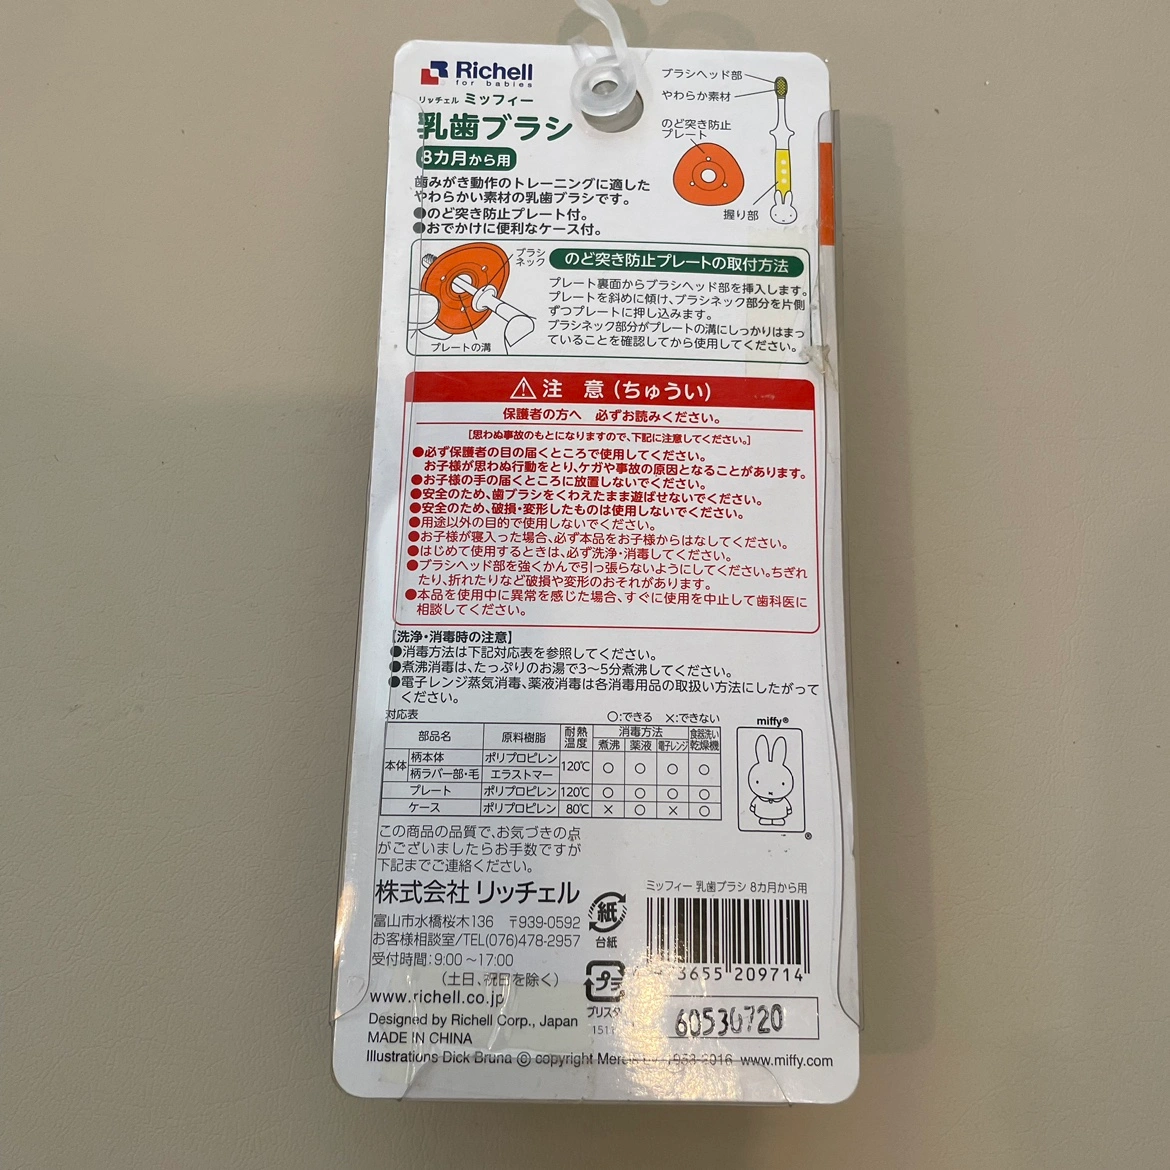 Richell
for babies
リッチェル ミッフィー
乳歯ブラシ
8カ月から用
歯みがき動作のトレーニングに適した
やわらかい素材の乳歯ブラシです。
●のど突き防止プレート付。
●おでかけに便利なケース付。
ブラシヘッド部
やわらか素材
のど突き防止
プレート
握り部
ブラシ
ネック
プレートの溝
のど突き防止プレートの取付方法
プレート裏面からブラシヘッド部を挿入します。
プレートを斜めに傾け、ブラシネック部分を片側
ずつプレートに押し込みます。
ブラシネック部分がプレートの溝にしっかりはまっ
ていることを確認してから使用してください。
⚠注 意(ちゅうい)
保護者の方へ 必ずお読みください。
[思わぬ事故のもとになりますので、下記に注意してください。]
●必ず保護者の目の届くところで使用してください。
お子様が思わぬ行動をとり、ケガや事故の原因となることがあります。
●お子様の手の届くところに放置しないでください。
●安全のため、歯ブラシをくわえたまま遊ばせないでください。
●安全のため、破損・変形したものは使用しないでください。
●用途以外の目的で使用しないでください。
●お子様が寝入った場合、必ず本品をお子様からはなしてください。
●はじめて使用するときは、必ず洗浄・消毒してください。
●ブラシヘッド部を強くかんで引っ張らないようにしてください。ちぎれ
たり、折れたりなど破損や変形のおそれがあります。
●本品を使用中に異常を感じた場合、すぐに使用を中止して歯科医に
相談してください。
【洗浄・消毒時の注意】
●消毒方法は下記対応表を参照してください。
●煮沸消毒は、たっぷりのお湯で3〜5分煮沸してください。
●電子レンジ蒸気消毒、薬液消毒は各消毒用品の取扱い方法にしたがって
ください。
対応表 ○:できる ×:できない
部品名 原料樹脂 耐熱温度 消毒方法 食器洗い乾燥機
煮沸 薬液 電子レンジ
本体 柄本体 ポリプロピレン 120℃ ○ ○ ○ ○
柄ラバー部・毛 エラストマー
プレート ポリプロピレン 120℃ ○ ○ ○ ○
ケース ポリプロピレン 80℃ × ○ × ○
miffy®
®
この商品の品質で、お気づきの点
がございましたらお手数ですが
下記までご連絡ください。
株式会社 リッチェル
富山市水橋桜木136 〒939-0592
お客様相談室/TEL(076)478-2957
受付時間:9:00〜17:00
(土日、祝日を除く)
www.richell.co.jp
Designed by Richell Corp., Japan
MADE IN CHINA
Illustrations Dick Bruna © copyright Mercis bv, 1953-2016 www.miffy.com
紙
台紙
プラ
ミッフィー 乳歯ブラシ 8カ月から用
3655 209714
60530720